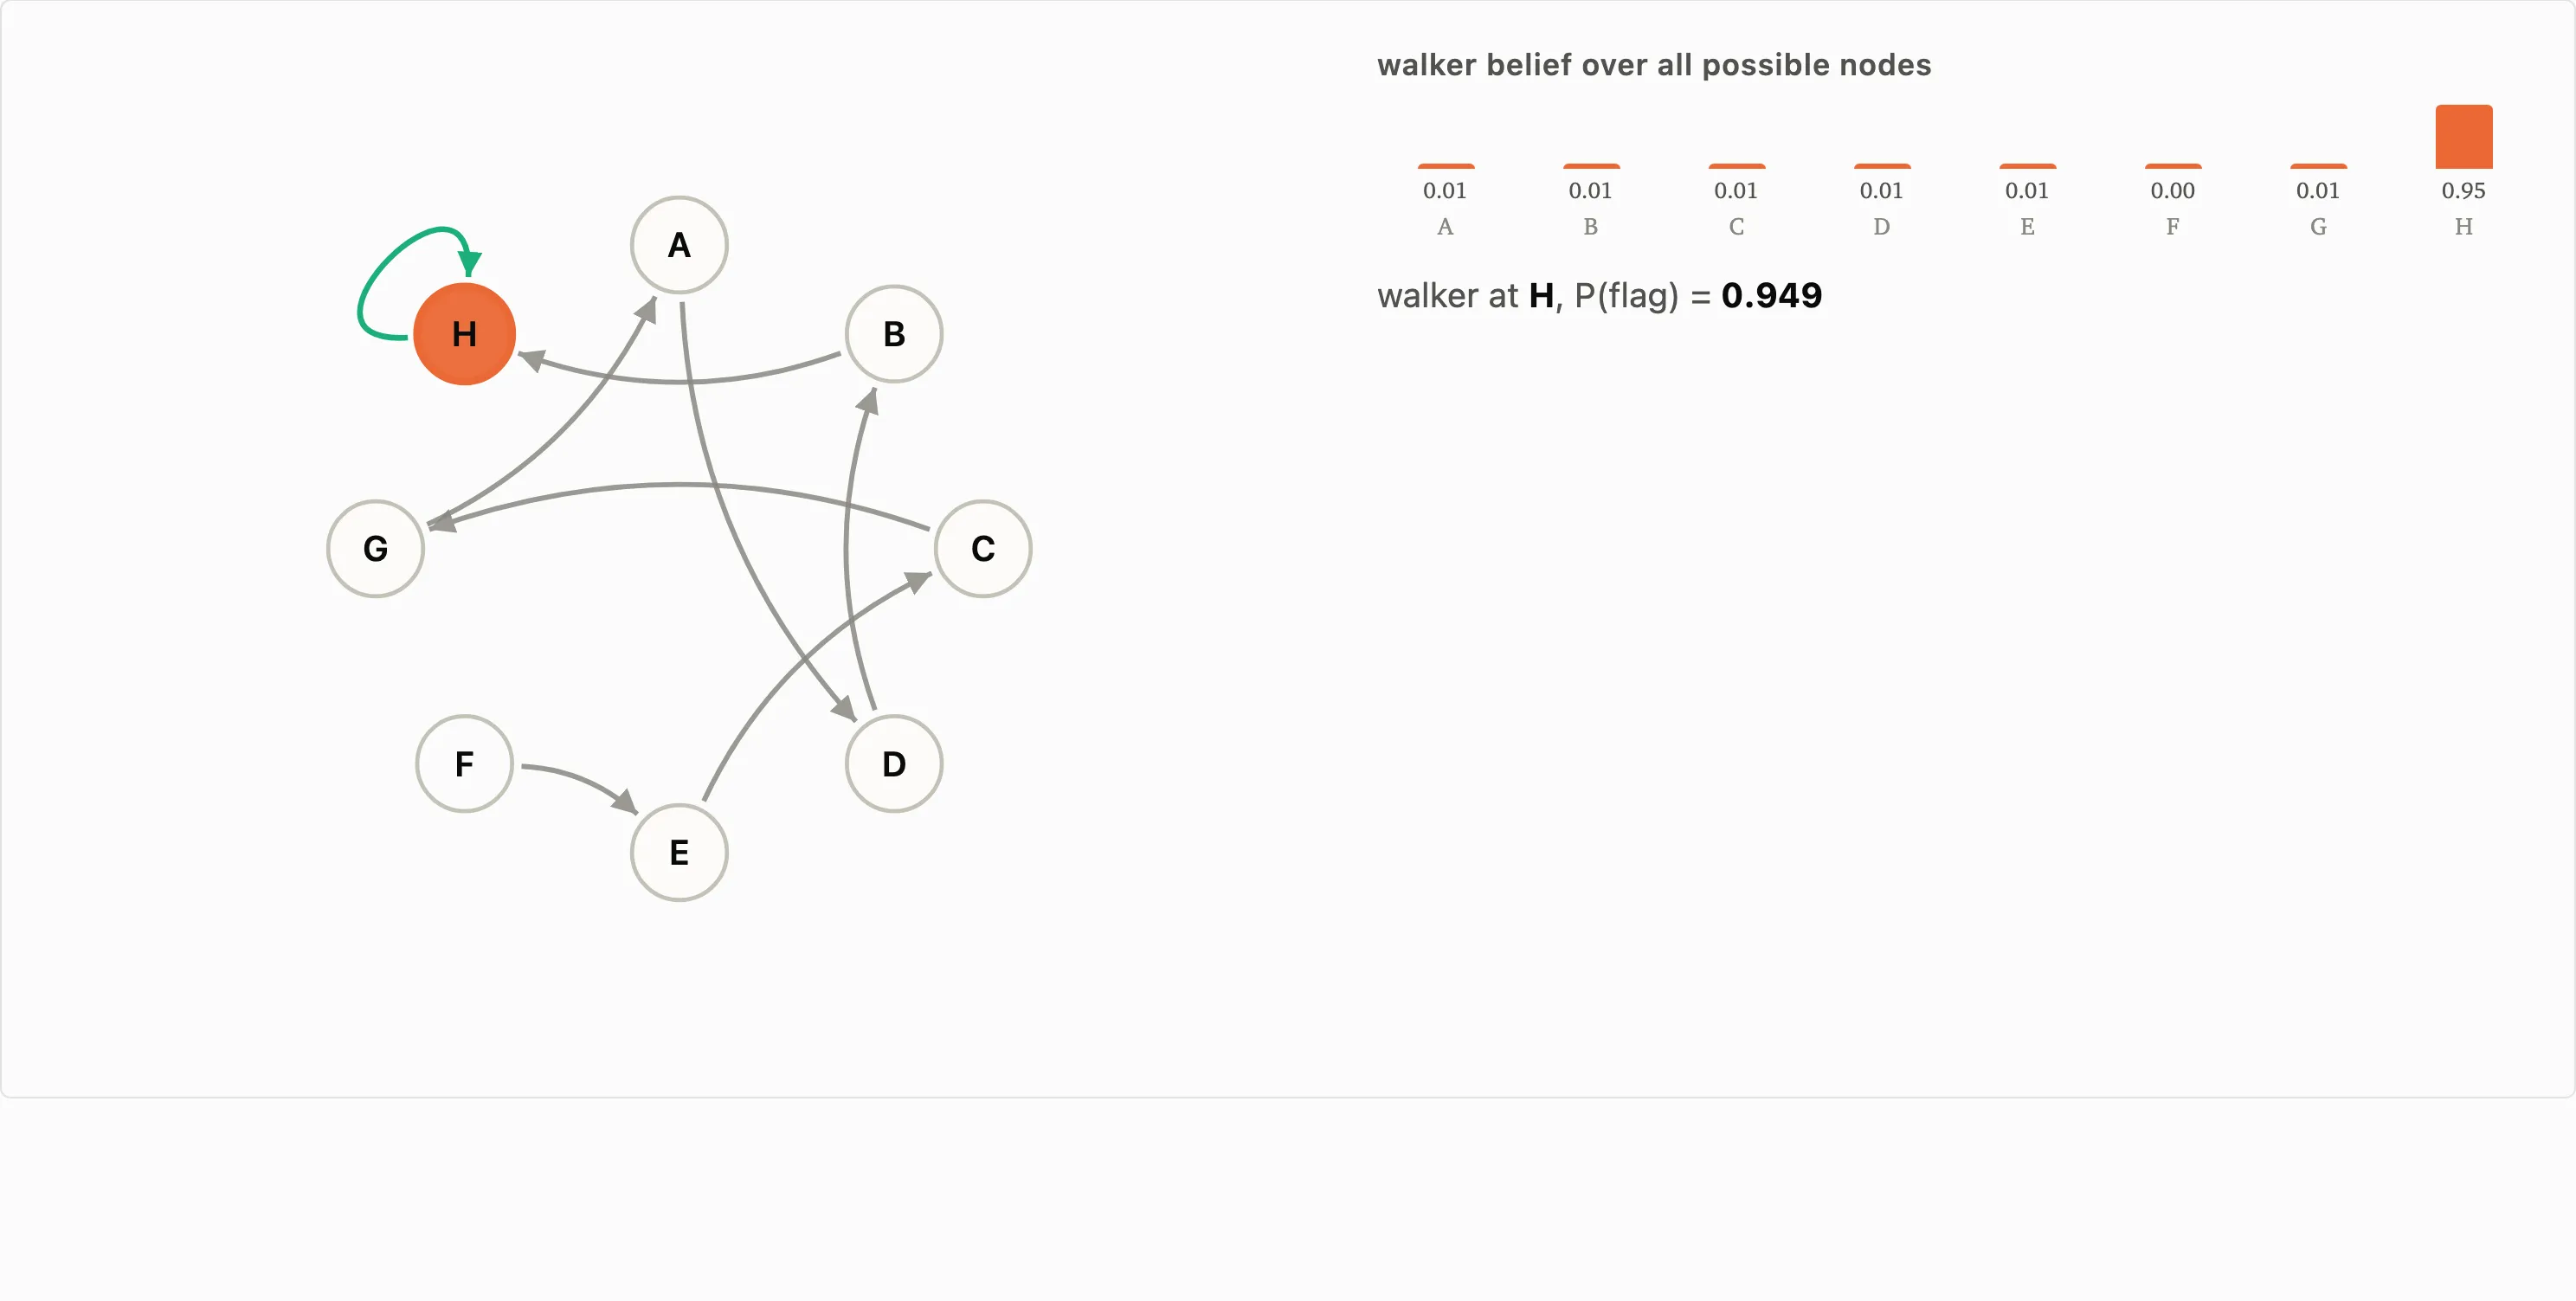 walker belief over all possible nodes
0.01 0.01 0.01 0.01 0.01 0.00 0.01 0.95
A B C D E F G H
walker at H, P(flag) = 0.949
A
H
B
G
C
F
D
E